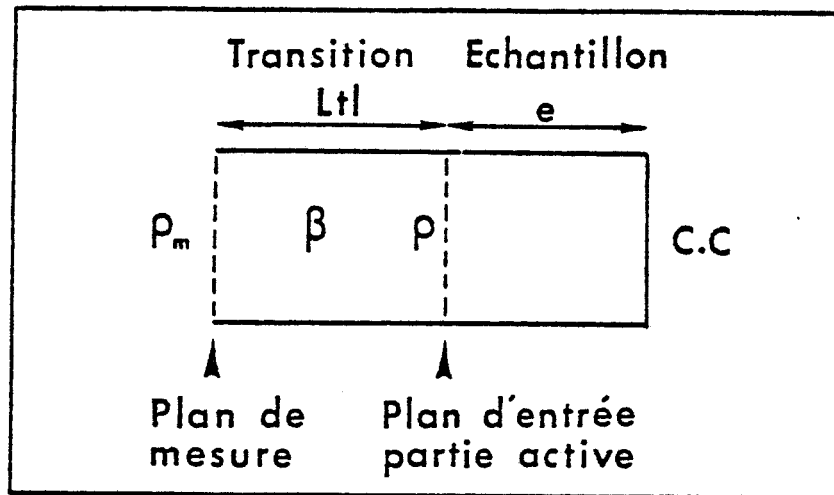 Transition Echantillon
Ltl e
ρm β ρ C.C
Plan de Plan d'entrée
mesure partie active